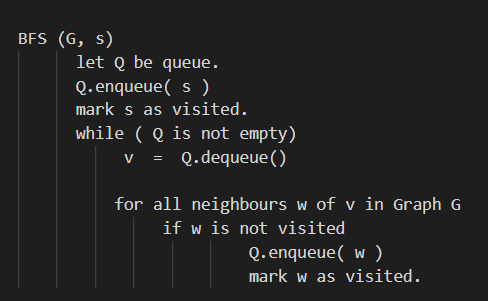 BFS (G, s)
let Q be queue.
Q.enqueue( s )
mark s as visited.
while ( Q is not empty)
v = Q.dequeue()
for all neighbours w of v in Graph G
if w is not visited
Q.enqueue( w )
mark w as visited.